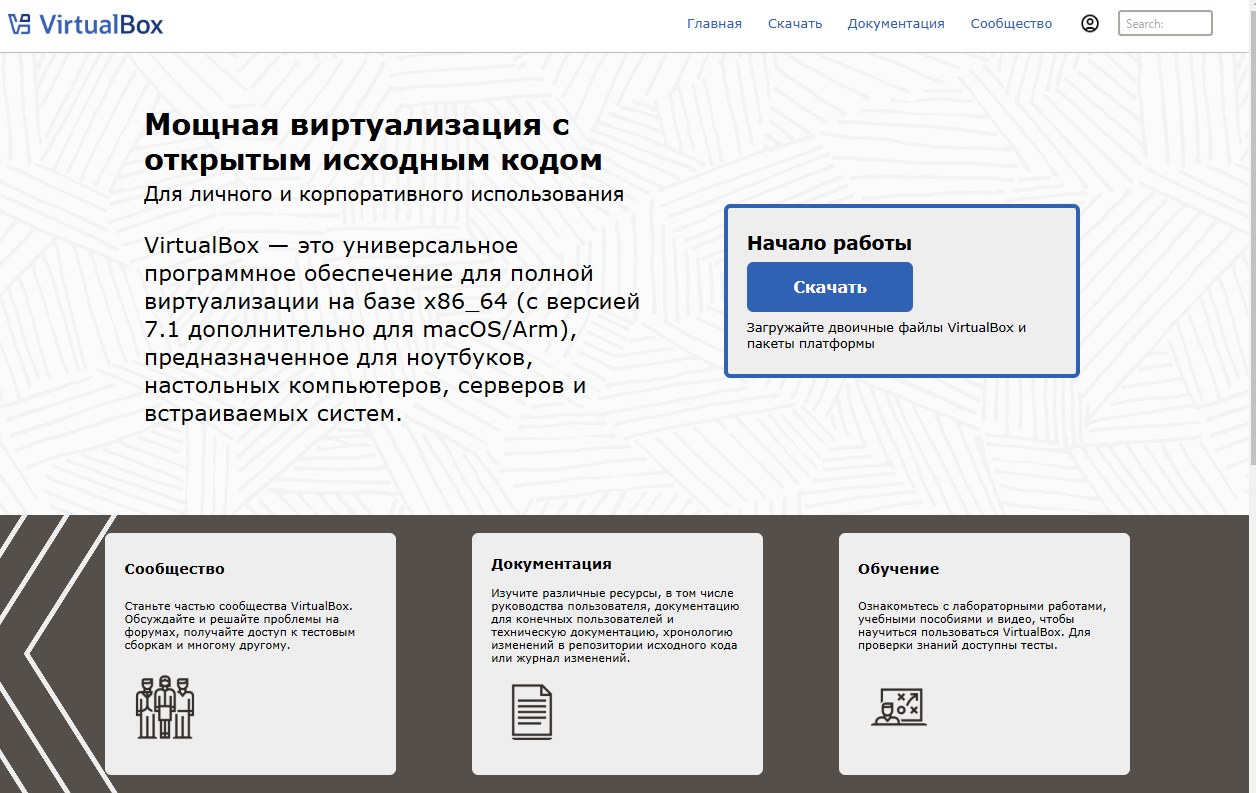 VirtualBox
Главная Скачать Документация Сообщество Search:
Мощная виртуализация с
открытым исходным кодом
Для личного и корпоративного использования
VirtualBox — это универсальное
программное обеспечение для полной
виртуализации на базе x86_64 (с версией
7.1 дополнительно для macOS/Arm),
предназначенное для ноутбуков,
настольных компьютеров, серверов и
встраиваемых систем.
Начало работы
Скачать
Загружайте двоичные файлы VirtualBox и
пакеты платформы
Сообщество
Станьте частью сообщества VirtualBox.
Обсуждайте и решайте проблемы на
форумах, получайте доступ к тестовым
сборкам и многому другому.
Документация
Изучите различные ресурсы, в том числе
руководства пользователя, документацию
для конечных пользователей и
техническую документацию, хронологию
изменений в репозитории исходного кода
или журнал изменений.
Обучение
Ознакомьтесь с лабораторными работами,
учебными пособиями и видео, чтобы
научиться пользоваться VirtualBox. Для
проверки знаний доступны тесты.